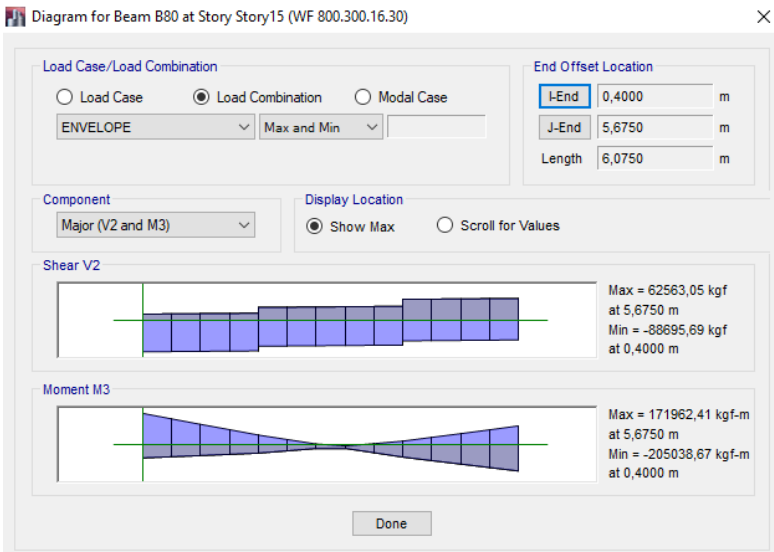 Diagram for Beam B80 at Story Story15 (WF 800.300.16.30)
Load Case/Load Combination
Load Case Load Combination Modal Case
ENVELOPE Max and Min
End Offset Location
I-End 0,4000 m
J-End 5,6750 m
Length 6,0750 m
Component
Major (V2 and M3)
Display Location
Show Max Scroll for Values
Shear V2
Max = 62563,05 kgf
at 5,6750 m
Min = -88695,69 kgf
at 0,4000 m
Moment M3
Max = 171962,41 kgf-m
at 5,6750 m
Min = -205038,67 kgf-m
at 0,4000 m
Done